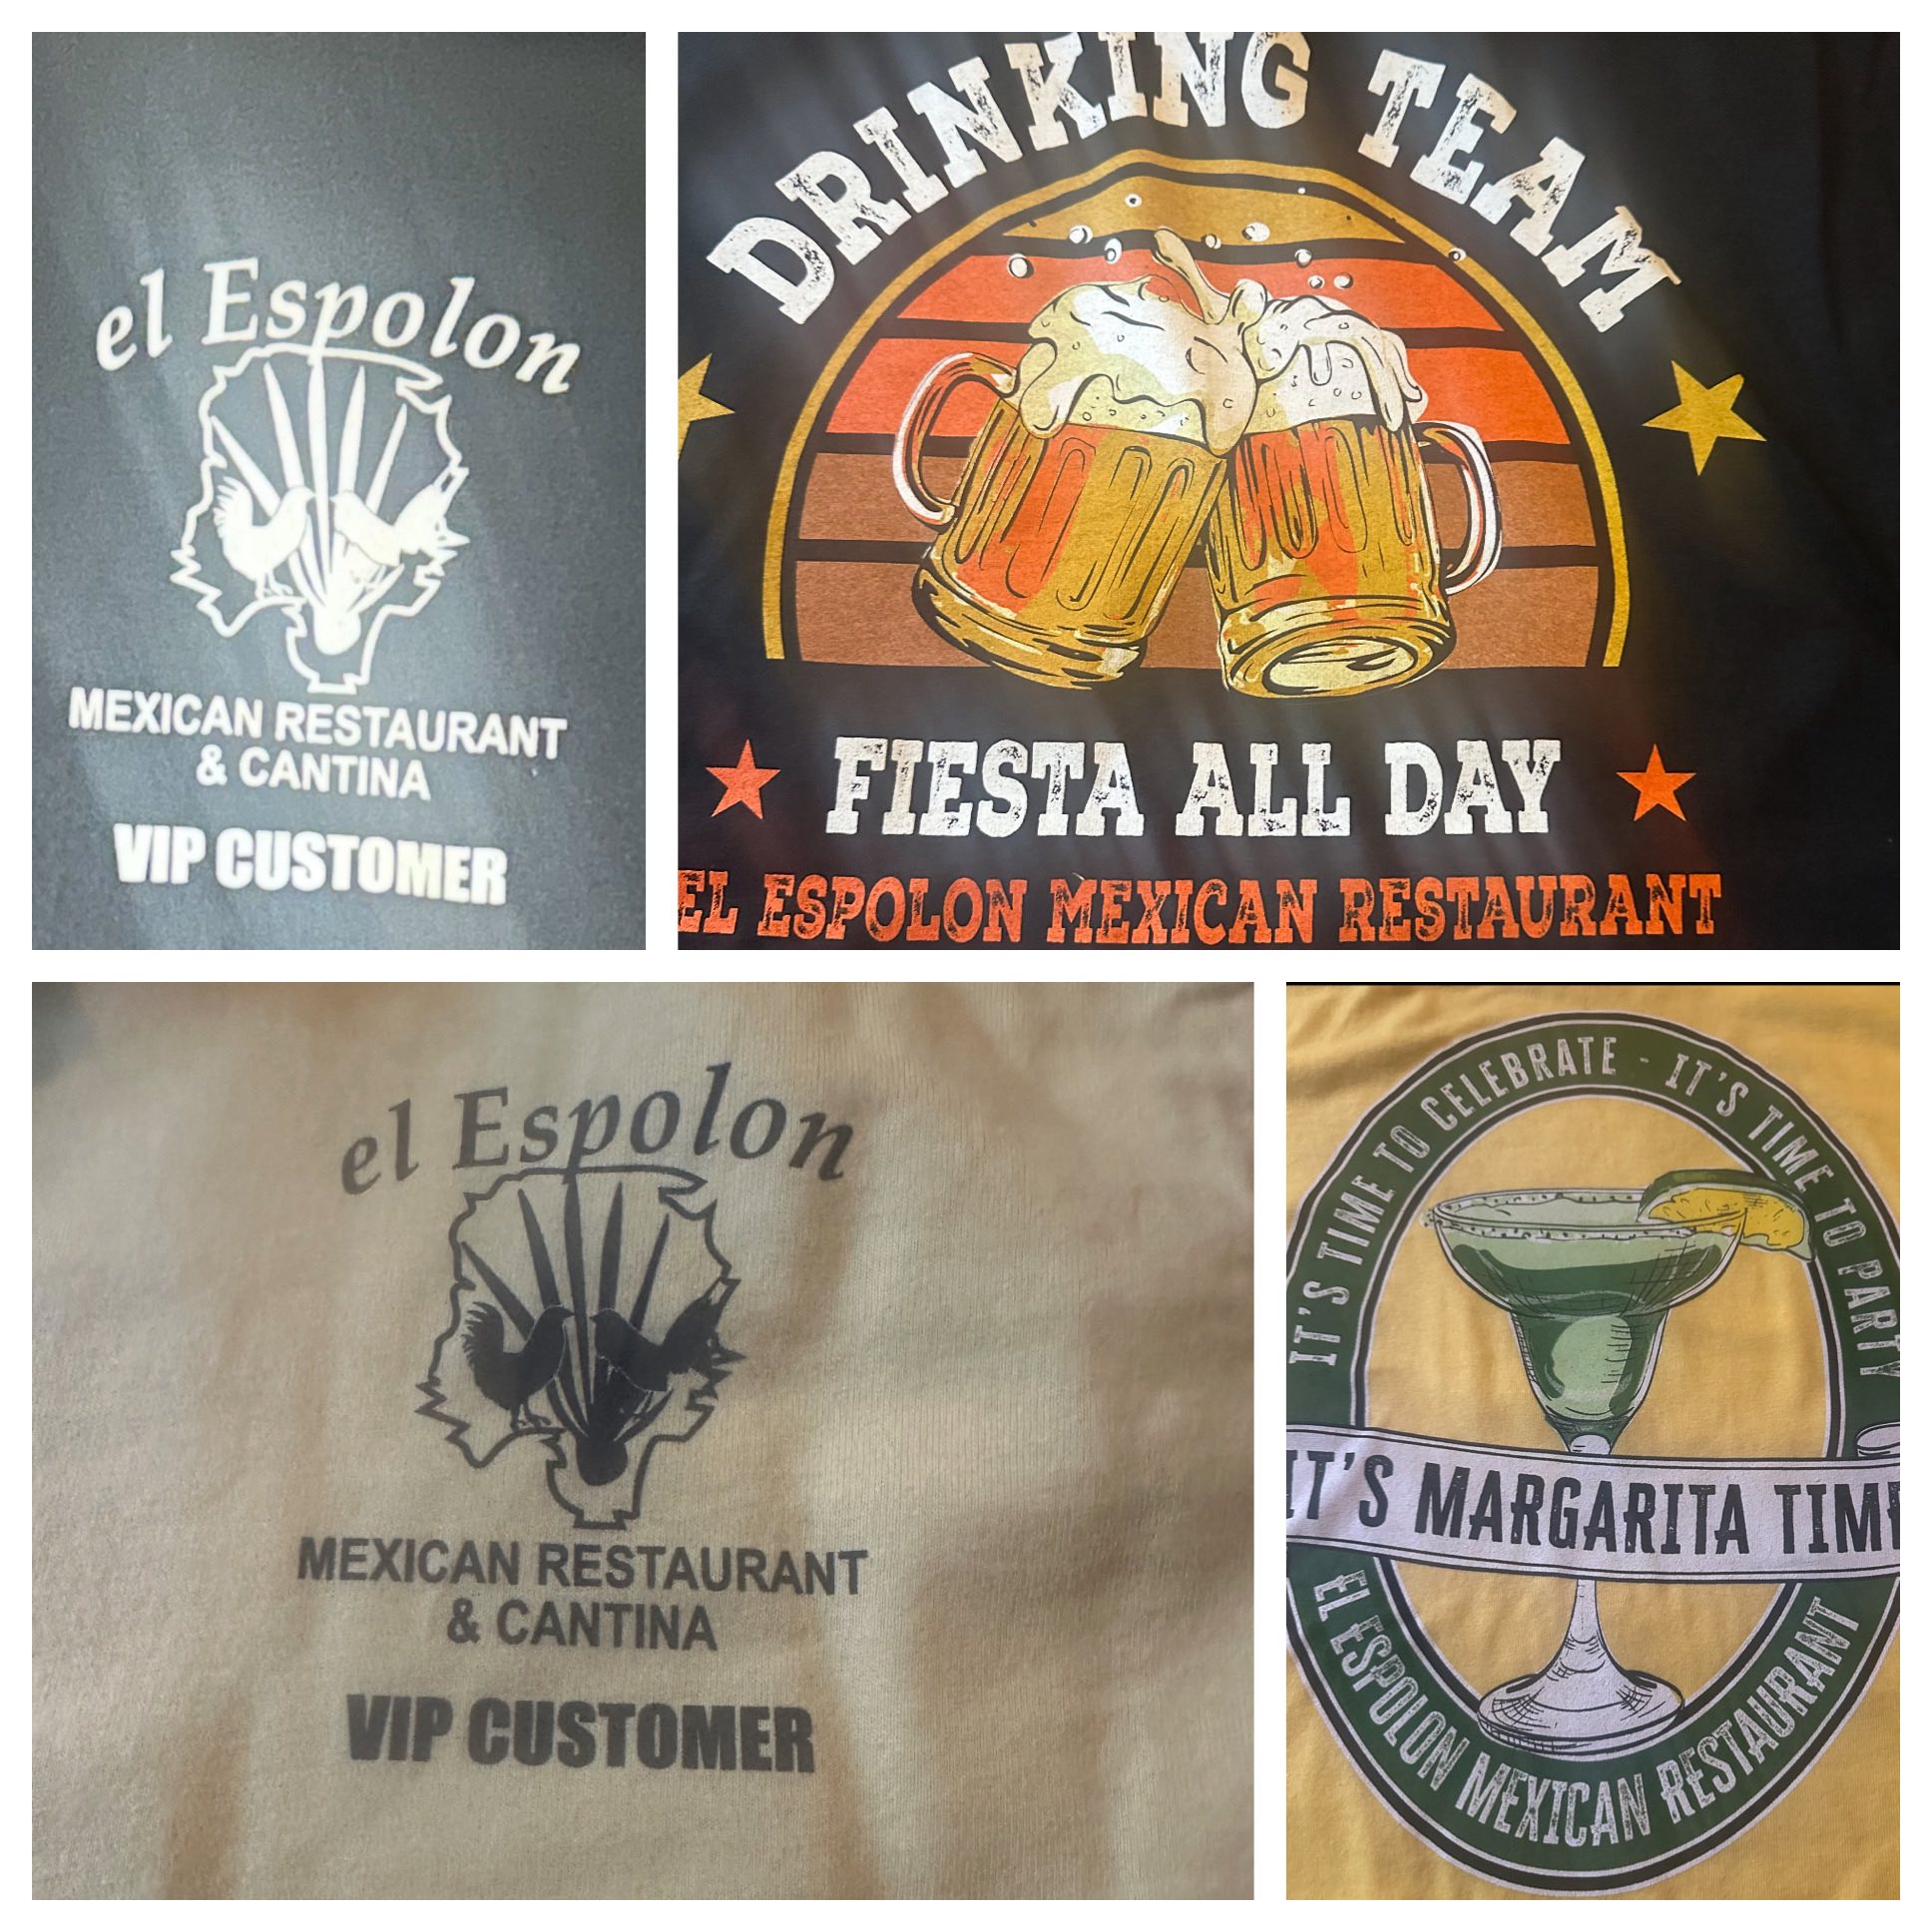 el Espolon
MEXICAN RESTAURANT
& CANTINA
VIP CUSTOMER
DRINKING TEAM
FIESTA ALL DAY
EL ESPOLON MEXICAN RESTAURANT
el Espolon
MEXICAN RESTAURANT
& CANTINA
VIP CUSTOMER
IT'S TIME TO CELEBRATE - IT'S TIME TO PARTY
IT'S MARGARITA TIME
EL ESPOLON MEXICAN RESTAURANT